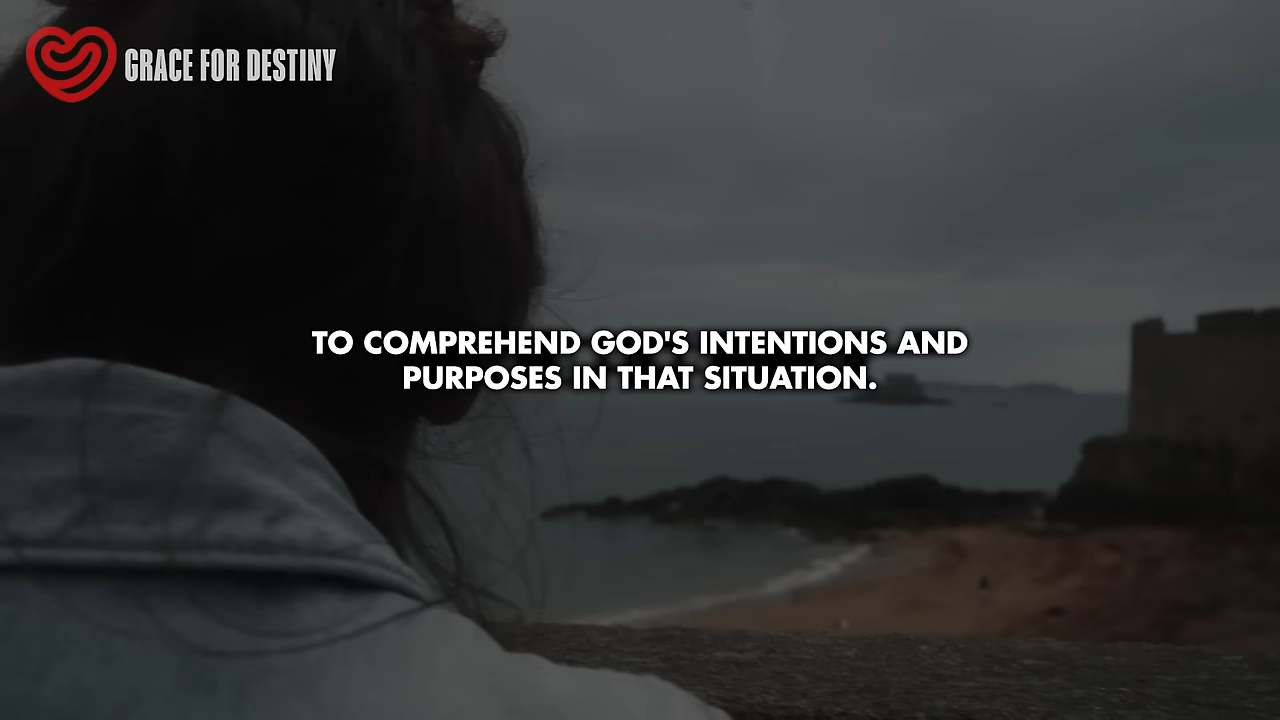 GRACE FOR DESTINY
TO COMPREHEND GOD'S INTENTIONS AND
PURPOSES IN THAT SITUATION.